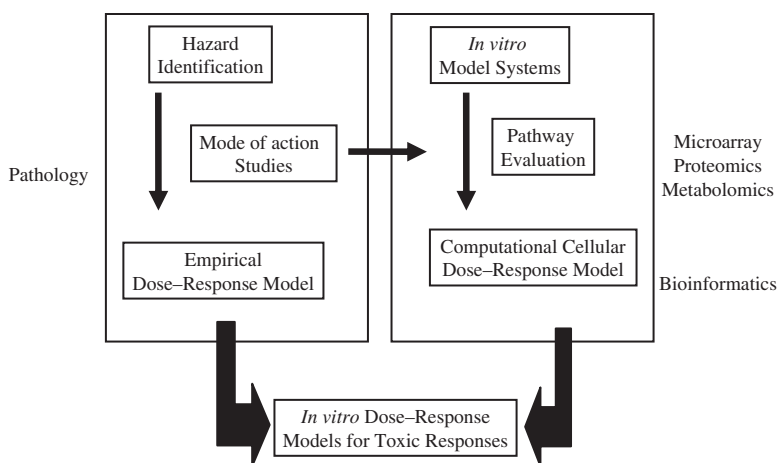 Hazard
Identification
Mode of action
Studies
Pathology
Empirical
Dose–Response Model
In vitro
Model Systems
Pathway
Evaluation
Microarray
Proteomics
Metabolomics
Computational Cellular
Dose–Response Model
Bioinformatics
In vitro Dose–Response
Models for Toxic Responses